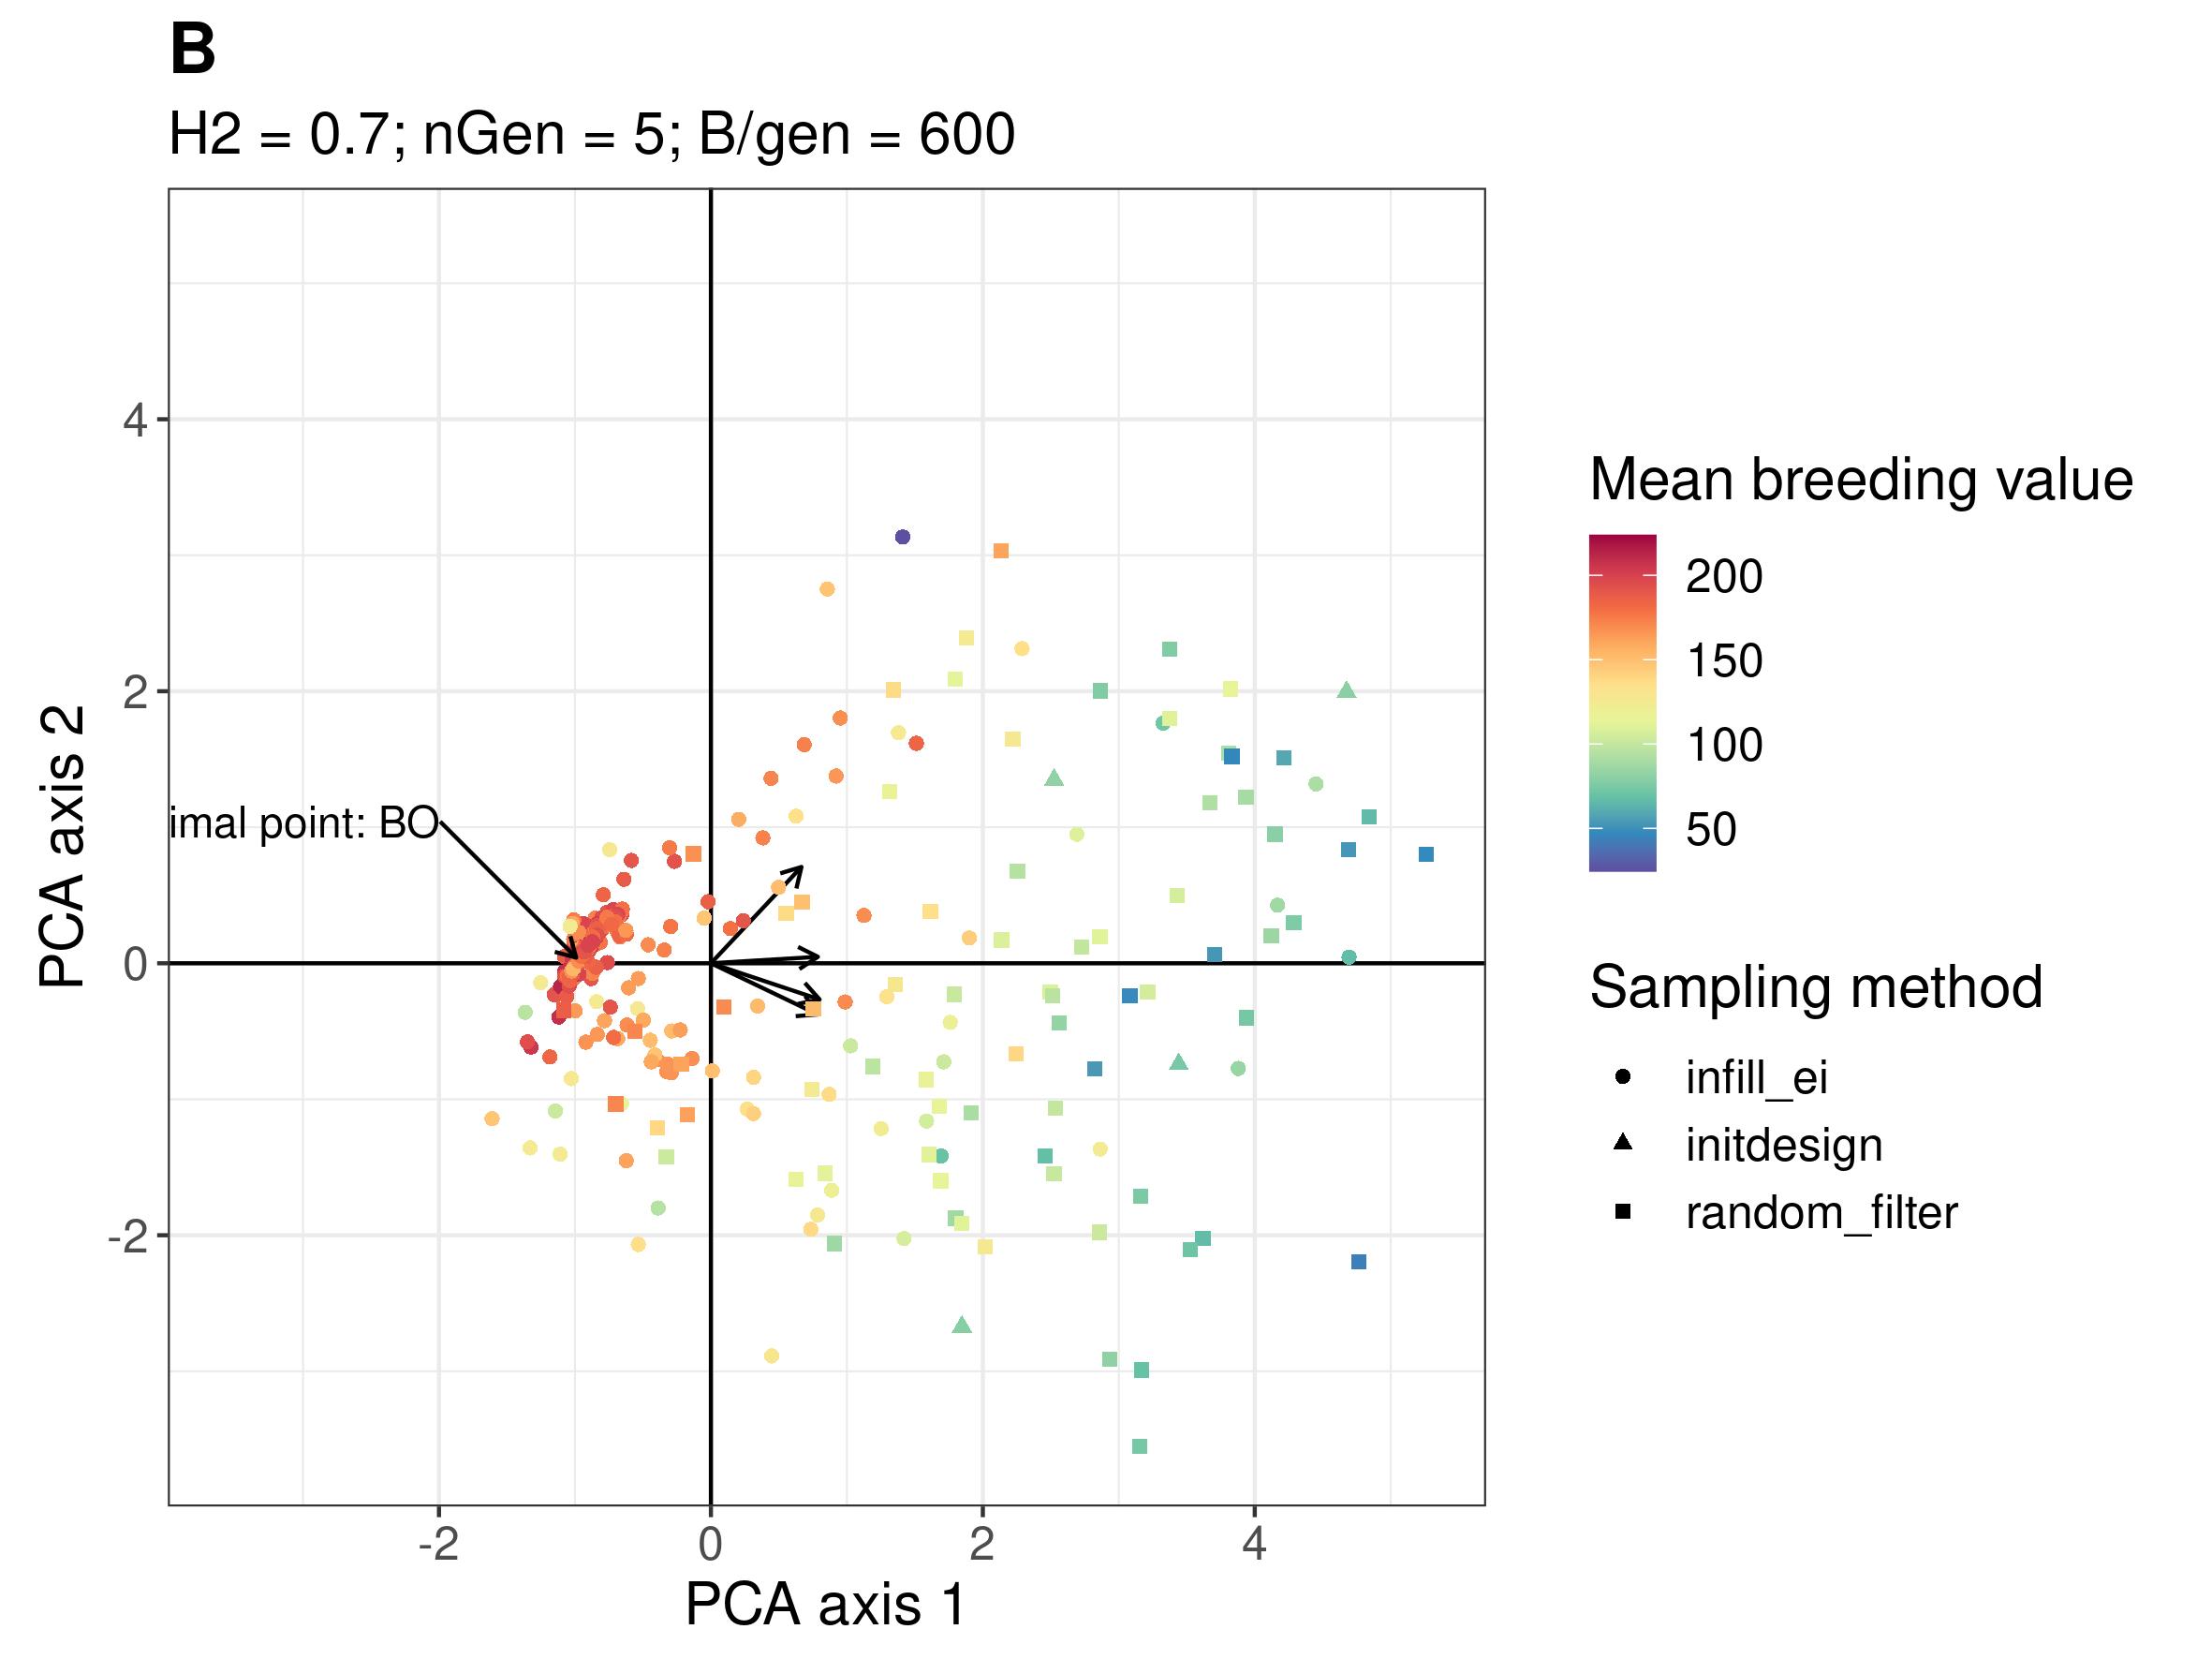 B
H2 = 0.7; nGen = 5; B/gen = 600
4
2
0
-2
imal point: BO
-2
0
2
4
PCA axis 1
PCA axis 2
Mean breeding value
200
150
100
50
Sampling method
infill_ei
initdesign
random_filter